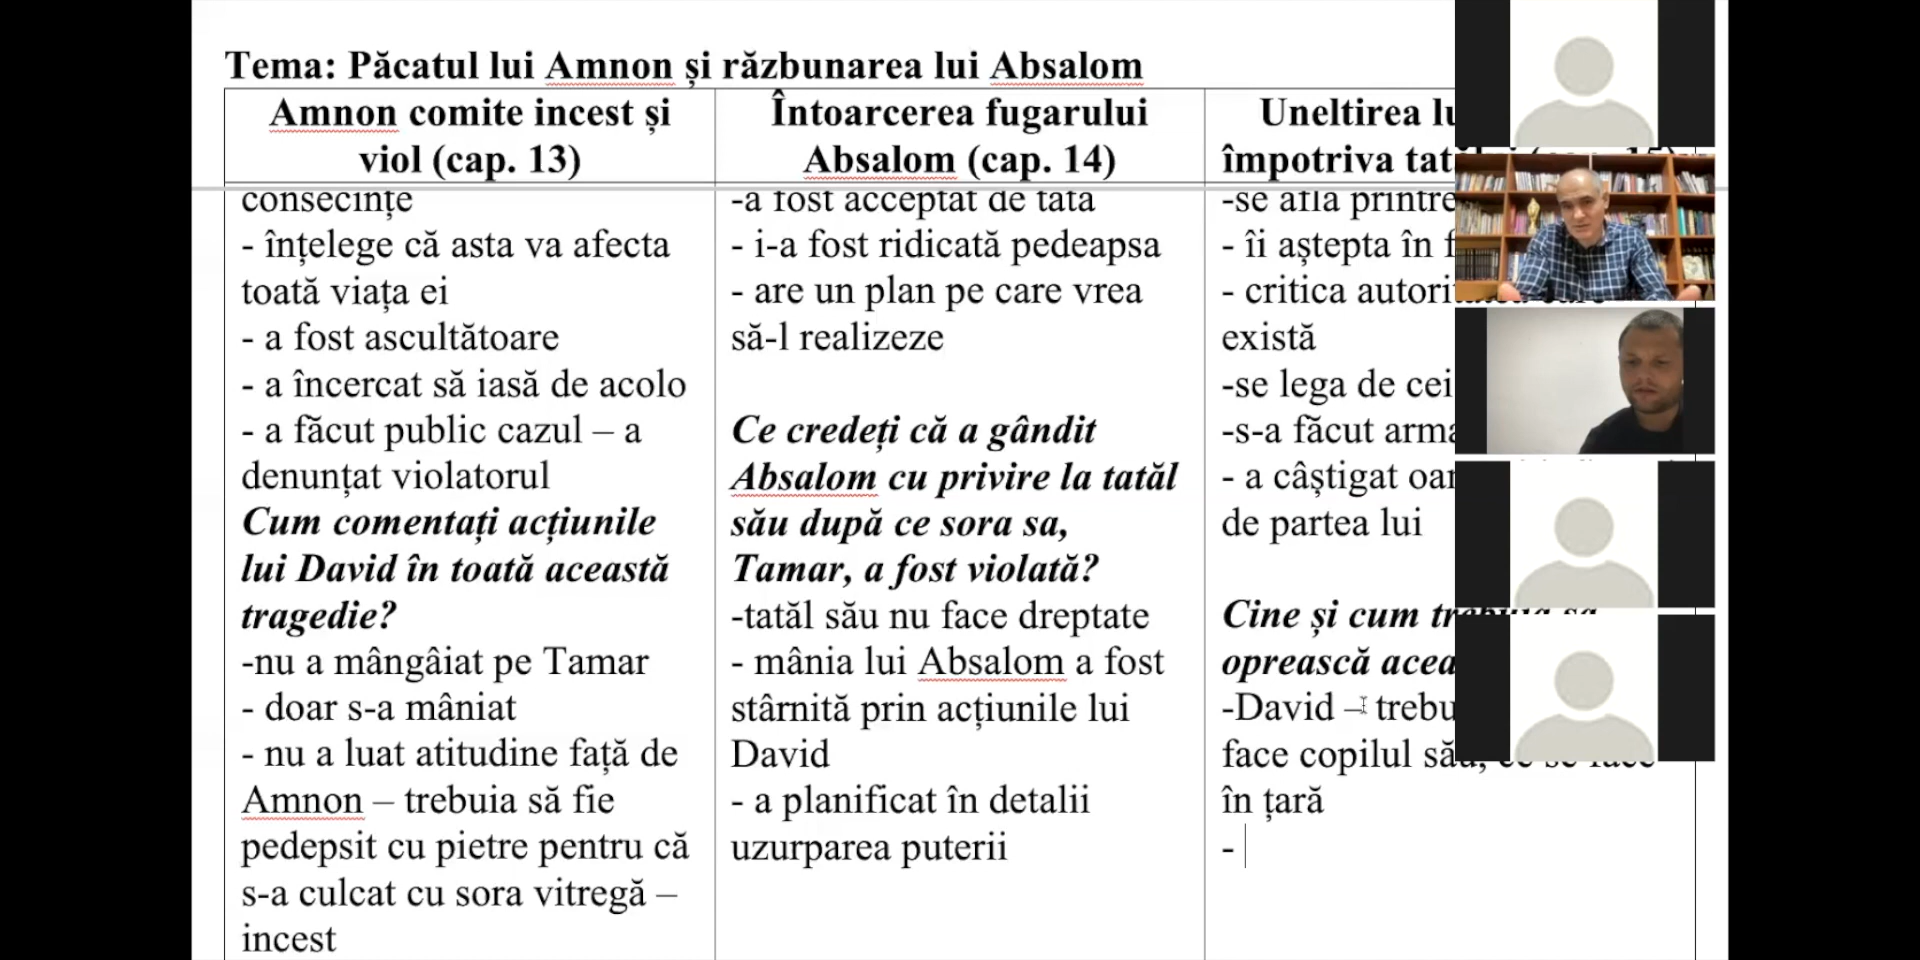 Tema: Păcatul lui Amnon și răzbunarea lui Absalom
Amnon comite incest și
viol (cap. 13)
consecințe
- înțelege că asta va afecta
toată viața ei
- a fost ascultătoare
- a încercat să iasă de acolo
- a făcut public cazul – a
denunțat violatorul
Cum comentați acțiunile
lui David în toată această
tragedie?
-nu a mângâiat pe Tamar
- doar s-a mâniat
- nu a luat atitudine față de
Amnon – trebuia să fie
pedepsit cu pietre pentru că
s-a culcat cu sora vitregă –
incest
Întoarcerea fugarului
Absalom (cap. 14)
-a fost acceptat de tata
- i-a fost ridicată pedeapsa
- are un plan pe care vrea
să-l realizeze
Ce credeți că a gândit
Absalom cu privire la tatăl
său după ce sora sa,
Tamar, a fost violată?
-tatăl său nu face dreptate
- mânia lui Absalom a fost
stârnită prin acțiunile lui
David
- a planificat în detalii
uzurparea puterii
Uneltirea
împotriva
-se afla printre
- îi aștepta în
- critica
există
-se lega de cei
-s-a făcut
- a câștigat
de partea lui
Cine și cum
oprească
-David –
face copilul
în țară
-